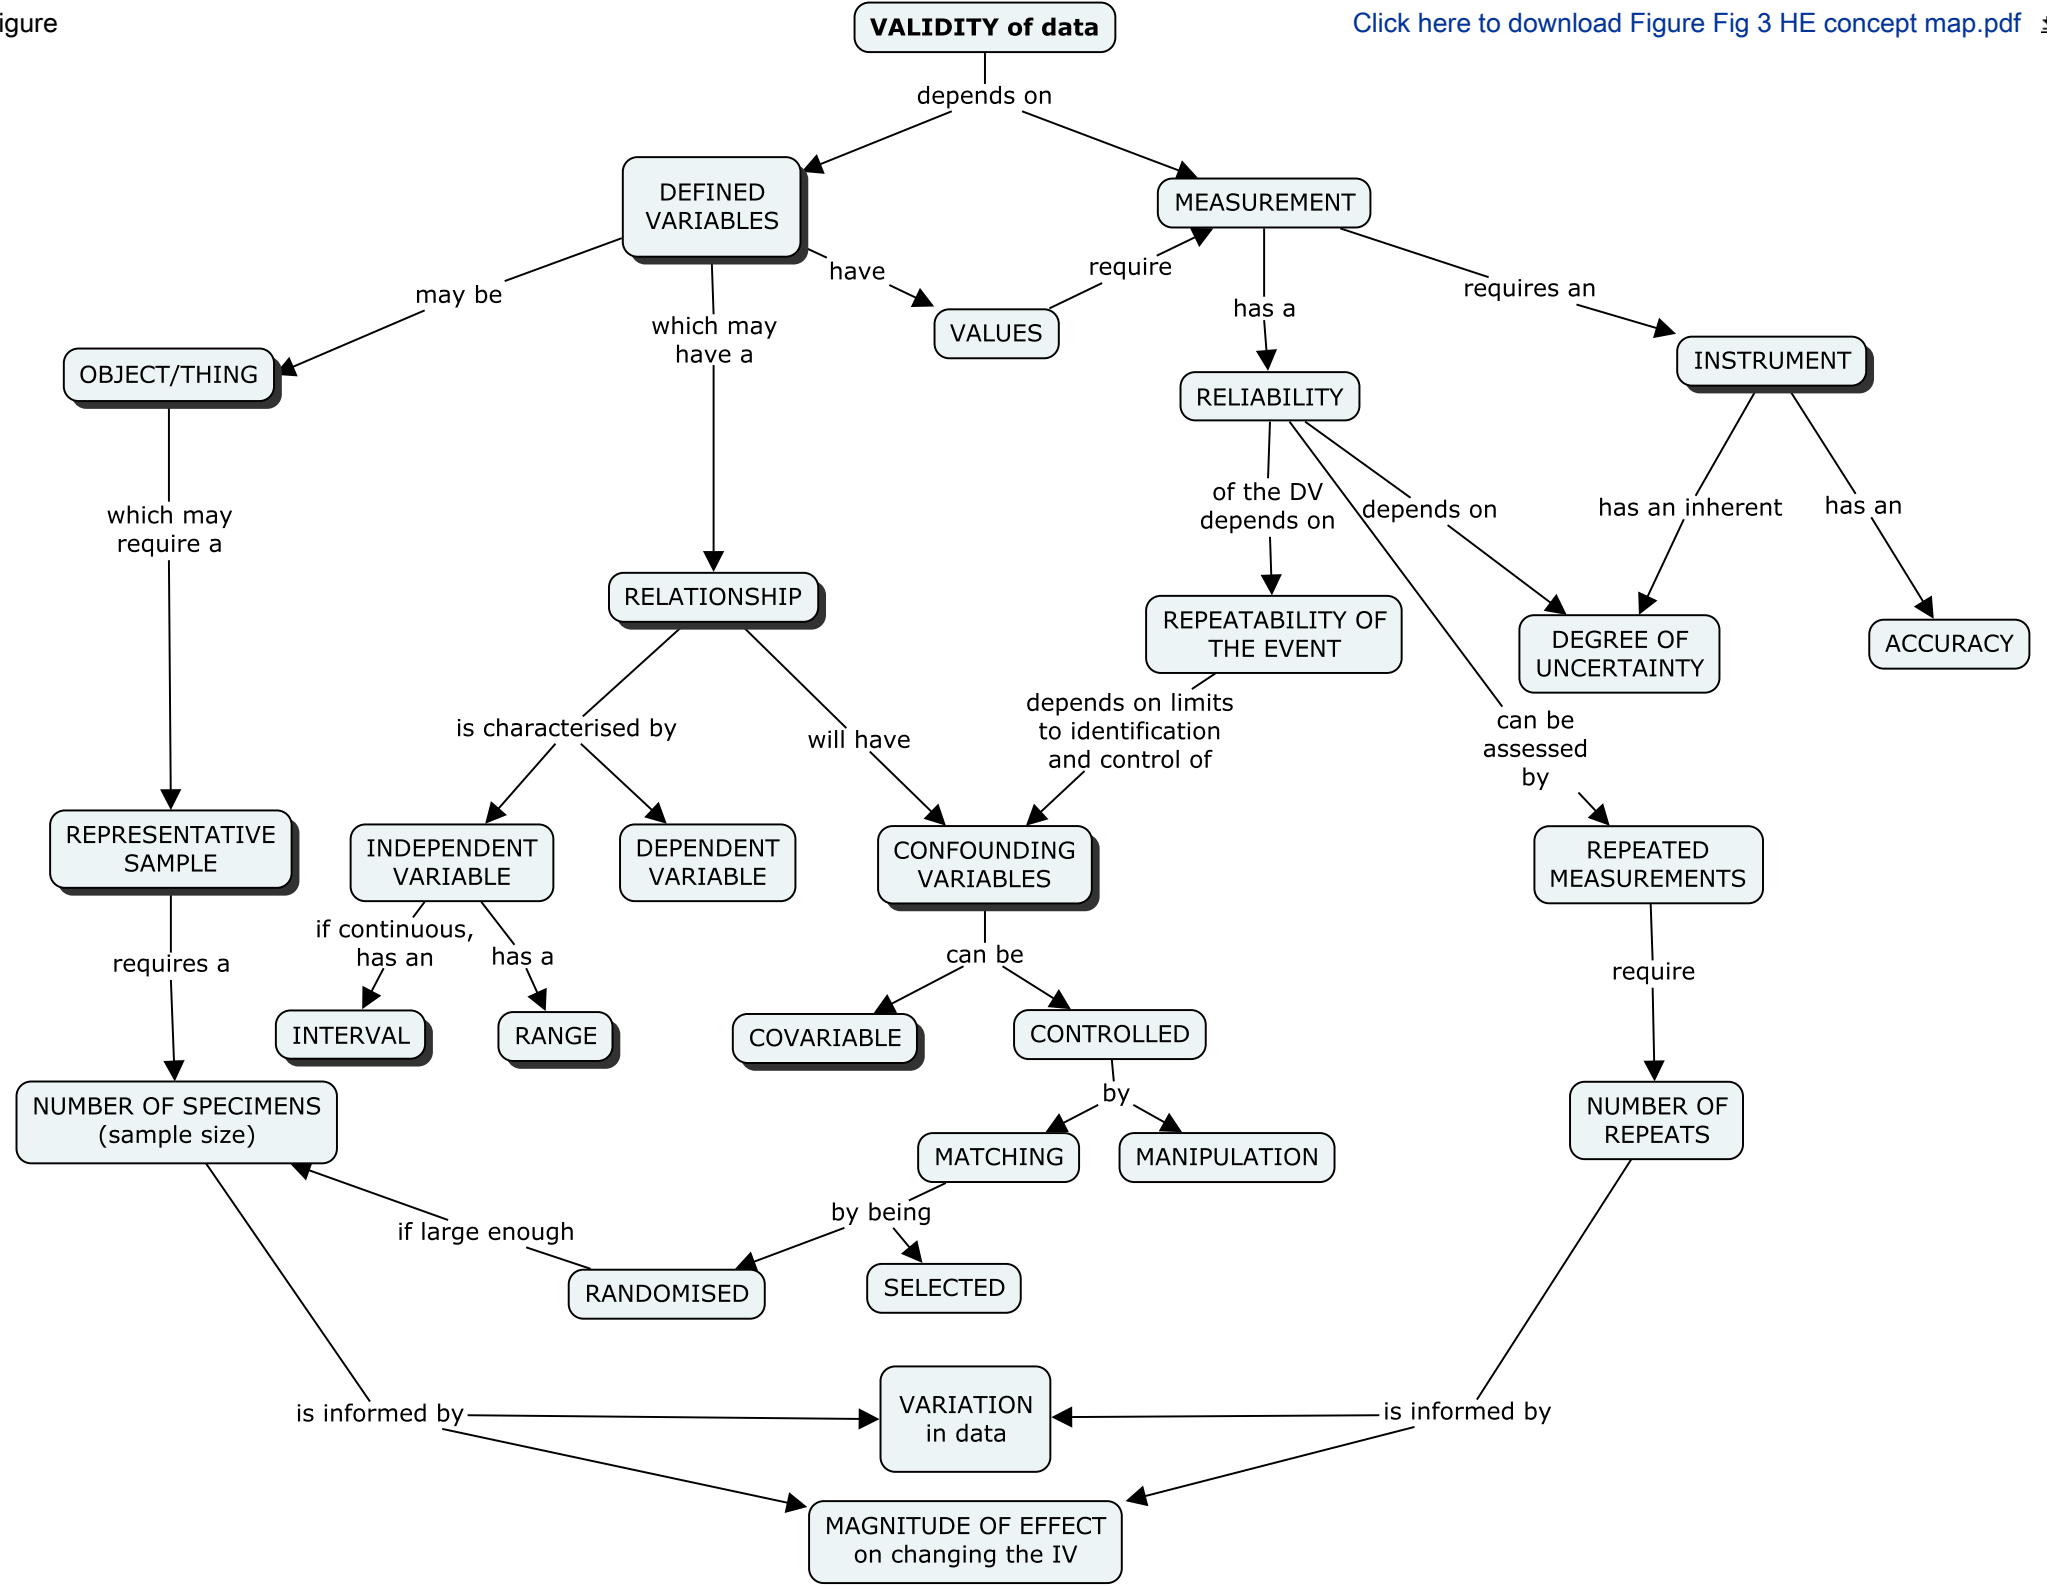 igure
Click here to download Figure Fig 3 HE concept map.pdf
VALIDITY of data
depends on
DEFINED
VARIABLES
MEASUREMENT
may be
have
require
which may
have a
VALUES
has a
requires an
OBJECT/THING
RELIABILITY
INSTRUMENT
which may
require a
of the DV
depends on
depends on
has an inherent
has an
RELATIONSHIP
REPEATABILITY OF
THE EVENT
DEGREE OF
UNCERTAINTY
ACCURACY
is characterised by
will have
depends on limits
to identification
and control of
can be
assessed
by
REPRESENTATIVE
SAMPLE
INDEPENDENT
VARIABLE
DEPENDENT
VARIABLE
CONFOUNDING
VARIABLES
REPEATED
MEASUREMENTS
requires a
if continuous,
has an
has a
can be
require
INTERVAL
RANGE
COVARIABLE
CONTROLLED
by
NUMBER OF SPECIMENS
(sample size)
MATCHING
MANIPULATION
NUMBER OF
REPEATS
if large enough
by being
RANDOMISED
SELECTED
is informed by
VARIATION
in data
is informed by
MAGNITUDE OF EFFECT
on changing the IV